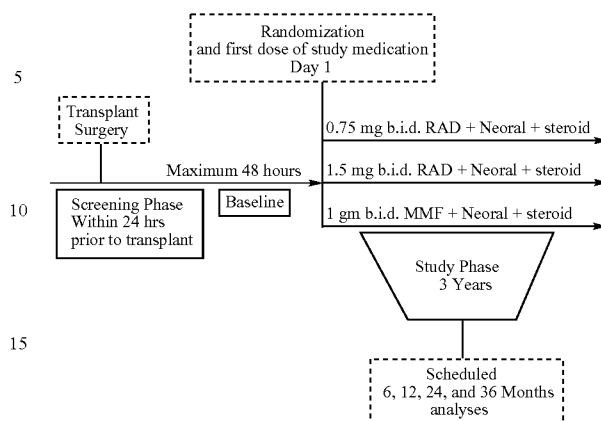 Randomization
and first dose of study medication
Day 1
5
Transplant
Surgery
0.75 mg b.i.d. RAD + Neoral + steroid
Maximum 48 hours
1.5 mg b.i.d. RAD + Neoral + steroid
10
Screening Phase
Within 24 hrs
prior to transplant
Baseline
1 gm b.i.d. MMF + Neoral + steroid
Study Phase
3 Years
15
Scheduled
6, 12, 24, and 36 Months
analyses